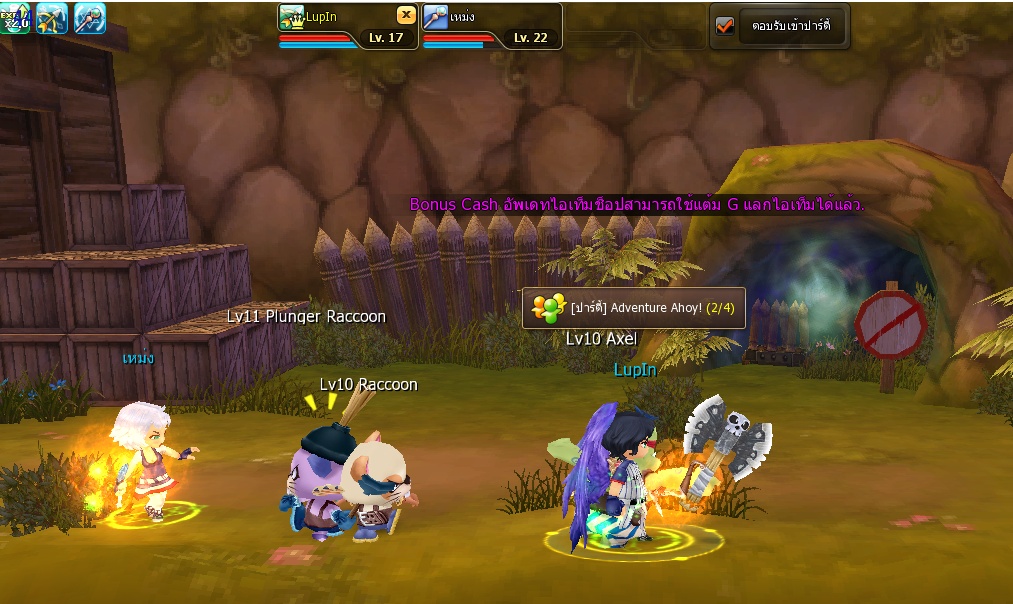 EXP
x2.0
LupIn
Lv. 17
เหม่ง
Lv. 22
ตอบรับเข้าปาร์ตี้
Bonus Cash อัพเดทไอเท็มช็อปสามารถใช้แต้ม G แลกไอเท็มได้แล้ว.
[ปาร์ตี้] Adventure Ahoy! (2/4)
Lv11 Plunger Raccoon
Lv10 Axel
เหม่ง
LupIn
Lv10 Raccoon